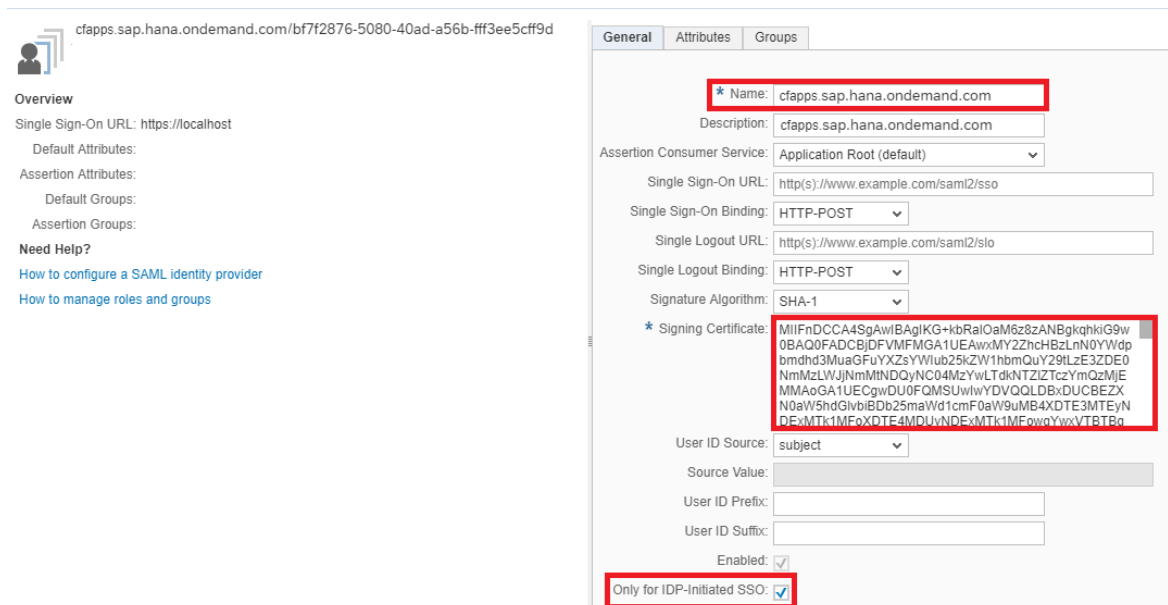 cfapps.sap.hana.ondemand.com/bf7f2876-5080-40ad-a56b-fff3ee5cff9d
Overview
Single Sign-On URL: https://localhost
Default Attributes:
Assertion Attributes:
Default Groups:
Assertion Groups:
Need Help?
How to configure a SAML identity provider
How to manage roles and groups
General Attributes Groups
* Name: cfapps.sap.hana.ondemand.com
Description: cfapps.sap.hana.ondemand.com
Assertion Consumer Service: Application Root (default)
Single Sign-On URL: http(s)://www.example.com/saml2/sso
Single Sign-On Binding: HTTP-POST
Single Logout URL: http(s)://www.example.com/saml2/slo
Single Logout Binding: HTTP-POST
Signature Algorithm: SHA-1
* Signing Certificate: MIIFnDCCA4SgAwIBAgIKG+kbRaIOaM6z8zANBgkqhkiG9w
0BAQ0FADCBjDFVMFMGA1UEAwxMY2ZhcHBzLnN0YWdp
bmdhd3MuaGFuYXZsYWIub25kZW1hbmQuY29tLzE3ZDE0
NmMzLWJjNmMtNDQyNC04MzYwLTdkNTZlZTczYmQzMjE
MMAoGA1UECgwDU0FQMSUwIwYDVQQLDBxDUCBEZX
N0aW5hdGlvbiBDb25maWd1cmF0aW9uMB4XDTE3MTEyN
DExMTk1MFoXDTE4MDUyNDExMTk1MFowgYwxVTBTBg
User ID Source: subject
Source Value:
User ID Prefix:
User ID Suffix:
Enabled:
Only for IDP-Initiated SSO: